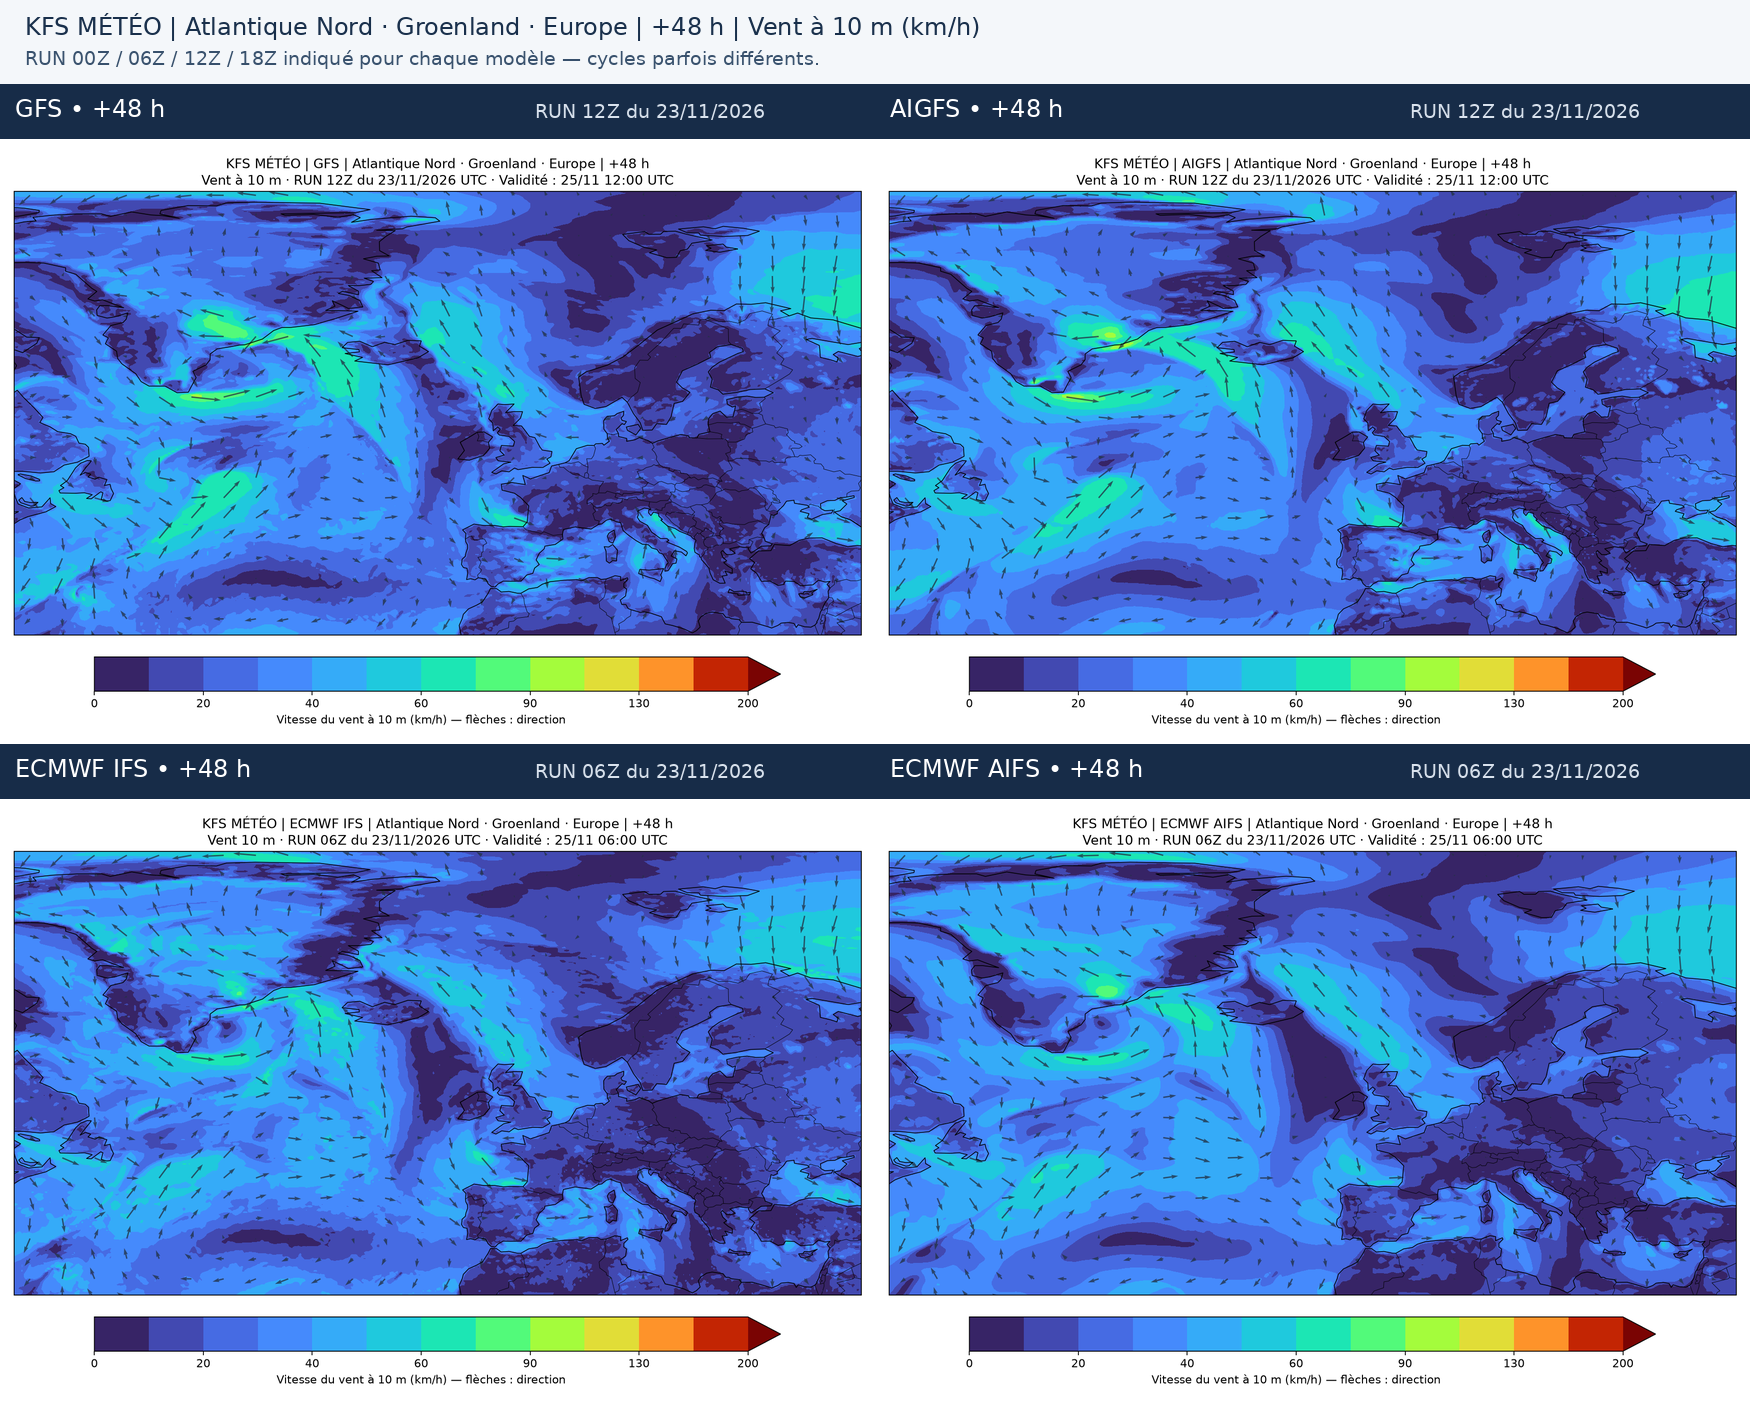 KFS MÉTÉO | Atlantique Nord · Groenland · Europe | +48 h | Vent à 10 m (km/h)
RUN 00Z / 06Z / 12Z / 18Z indiqué pour chaque modèle — cycles parfois différents.
GFS • +48 h
RUN 12Z du 23/11/2026
KFS MÉTÉO | GFS | Atlantique Nord · Groenland · Europe | +48 h
Vent à 10 m · RUN 12Z du 23/11/2026 UTC · Validité : 25/11 12:00 UTC
0 20 40 60 90 130 200
Vitesse du vent à 10 m (km/h) — flèches : direction
AIGFS • +48 h
RUN 12Z du 23/11/2026
KFS MÉTÉO | AIGFS | Atlantique Nord · Groenland · Europe | +48 h
Vent à 10 m · RUN 12Z du 23/11/2026 UTC · Validité : 25/11 12:00 UTC
0 20 40 60 90 130 200
Vitesse du vent à 10 m (km/h) — flèches : direction
ECMWF IFS • +48 h
RUN 06Z du 23/11/2026
KFS MÉTÉO | ECMWF IFS | Atlantique Nord · Groenland · Europe | +48 h
Vent 10 m · RUN 06Z du 23/11/2026 UTC · Validité : 25/11 06:00 UTC
0 20 40 60 90 130 200
Vitesse du vent à 10 m (km/h) — flèches : direction
ECMWF AIFS • +48 h
RUN 06Z du 23/11/2026
KFS MÉTÉO | ECMWF AIFS | Atlantique Nord · Groenland · Europe | +48 h
Vent 10 m · RUN 06Z du 23/11/2026 UTC · Validité : 25/11 06:00 UTC
0 20 40 60 90 130 200
Vitesse du vent à 10 m (km/h) — flèches : direction